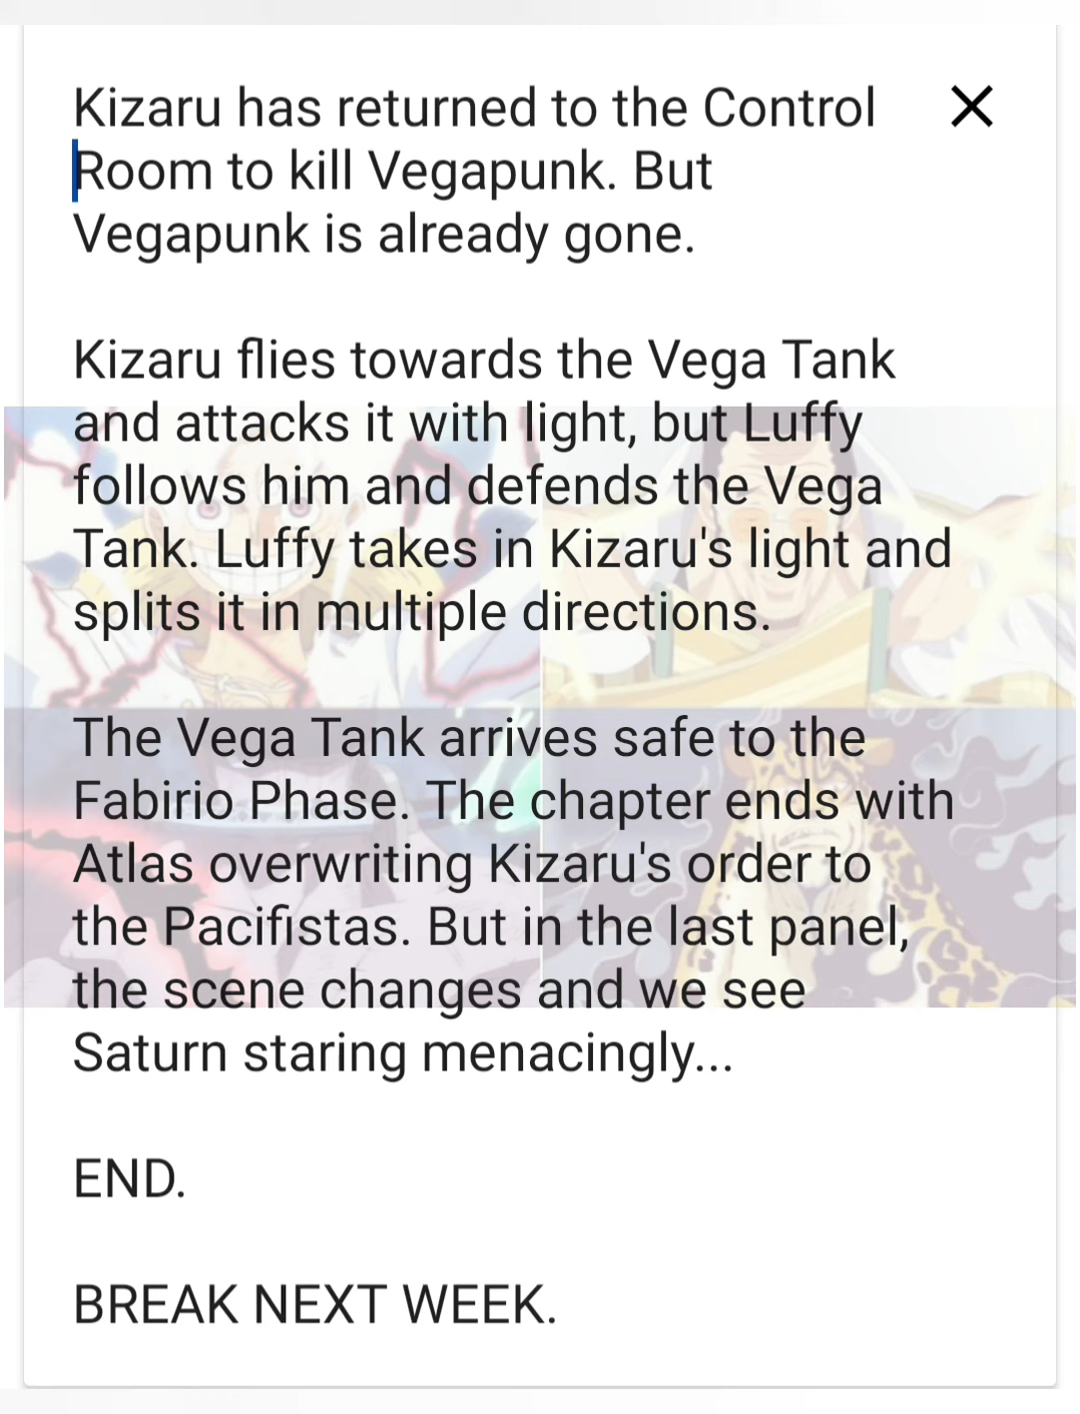 Kizaru has returned to the Control
Room to kill Vegapunk. But
Vegapunk is already gone.
Kizaru flies towards the Vega Tank
and attacks it with light, but Luffy
follows him and defends the Vega
Tank. Luffy takes in Kizaru's light and
splits it in multiple directions.
The Vega Tank arrives safe to the
Fabirio Phase. The chapter ends with
Atlas overwriting Kizaru's order to
the Pacifistas. But in the last panel,
the scene changes and we see
Saturn staring menacingly...
END.
BREAK NEXT WEEK.